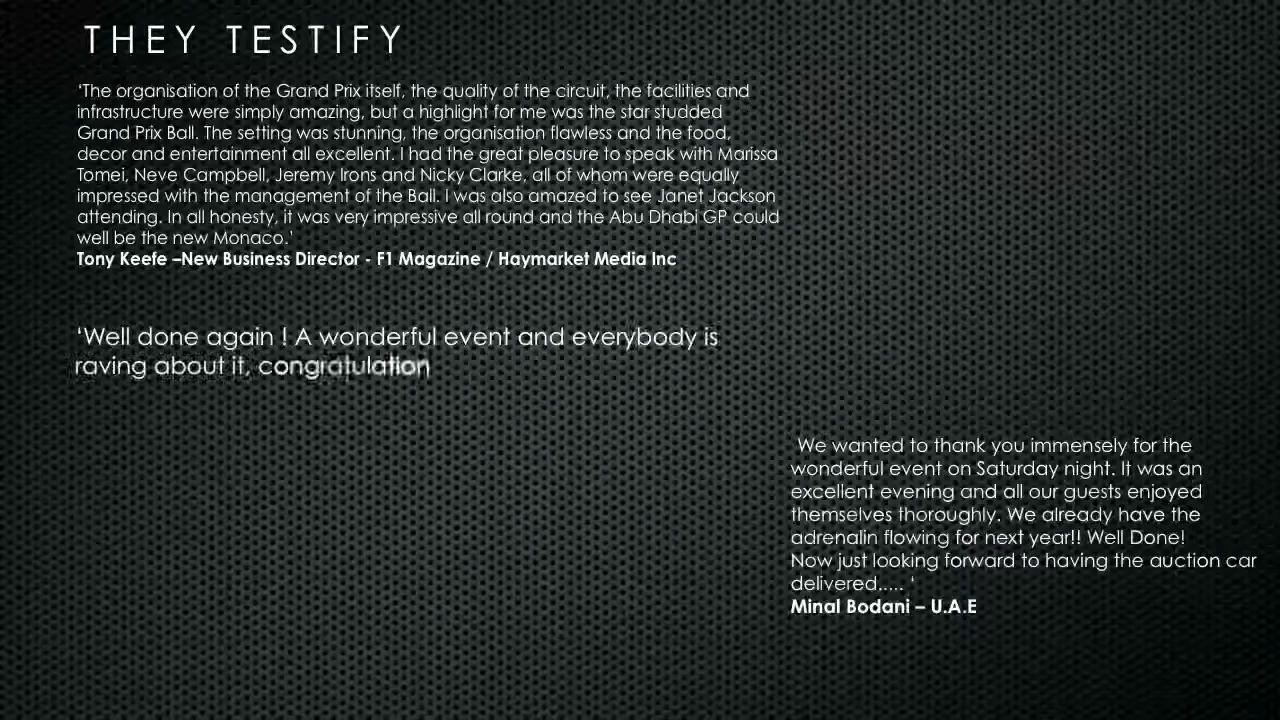 THEY TESTIFY
‘The organisation of the Grand Prix itself, the quality of the circuit, the facilities and
infrastructure were simply amazing, but a highlight for me was the star studded
Grand Prix Ball. The setting was stunning, the organisation flawless and the food,
decor and entertainment all excellent. I had the great pleasure to speak with Marissa
Tomei, Neve Campbell, Jeremy Irons and Nicky Clarke, all of whom were equally
impressed with the management of the Ball. I was also amazed to see Janet Jackson
attending. In all honesty, it was very impressive all round and the Abu Dhabi GP could
well be the new Monaco.’
Tony Keefe –New Business Director - F1 Magazine / Haymarket Media Inc
‘Well done again ! A wonderful event and everybody is
raving about it, congratulation
We wanted to thank you immensely for the
wonderful event on Saturday night. It was an
excellent evening and all our guests enjoyed
themselves thoroughly. We already have the
adrenalin flowing for next year!! Well Done!
Now just looking forward to having the auction car
delivered..... ‘
Minal Bodani – U.A.E